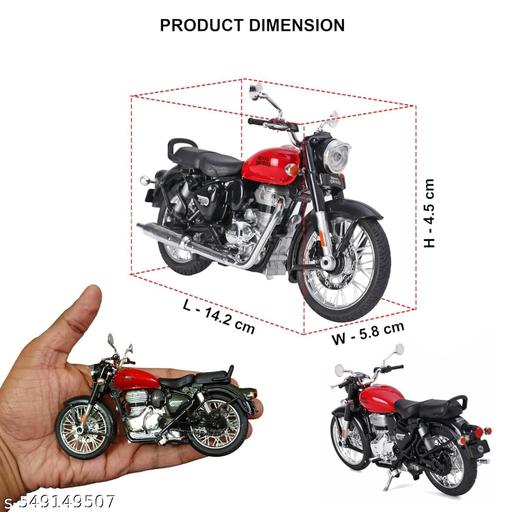 PRODUCT DIMENSION
H - 4.5 cm
L - 14.2 cm
W - 5.8 cm
s-549149507